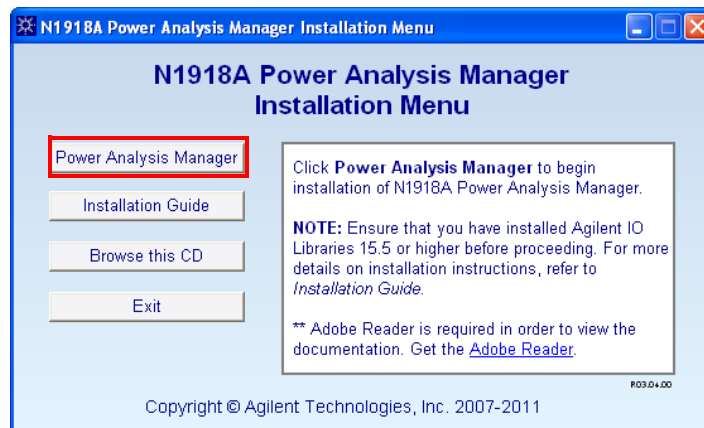 N1918A Power Analysis Manager Installation Menu
N1918A Power Analysis Manager
Installation Menu
Power Analysis Manager
Installation Guide
Browse this CD
Exit
Click Power Analysis Manager to begin
installation of N1918A Power Analysis Manager.
NOTE: Ensure that you have installed Agilent IO
Libraries 15.5 or higher before proceeding. For more
details on installation instructions, refer to
Installation Guide.
** Adobe Reader is required in order to view the
documentation. Get the Adobe Reader.
R03.04.00
Copyright © Agilent Technologies, Inc. 2007-2011